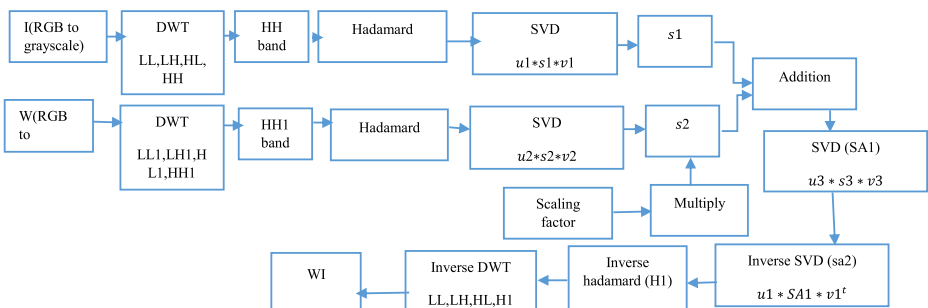 I(RGB to
grayscale)
DWT
LL,LH,HL,
HH
HH
band
Hadamard
SVD
u1*s1*v1
s1
Addition
W(RGB
to
DWT
LL1,LH1,H
L1,HH1
HH1
band
Hadamard
SVD
u2*s2*v2
s2
SVD (SA1)
u3 * s3 * v3
Scaling
factor
Multiply
WI
Inverse DWT
LL,LH,HL,H1
Inverse
hadamard (H1)
Inverse SVD (sa2)
u1 * SA1 * v1ᵗ